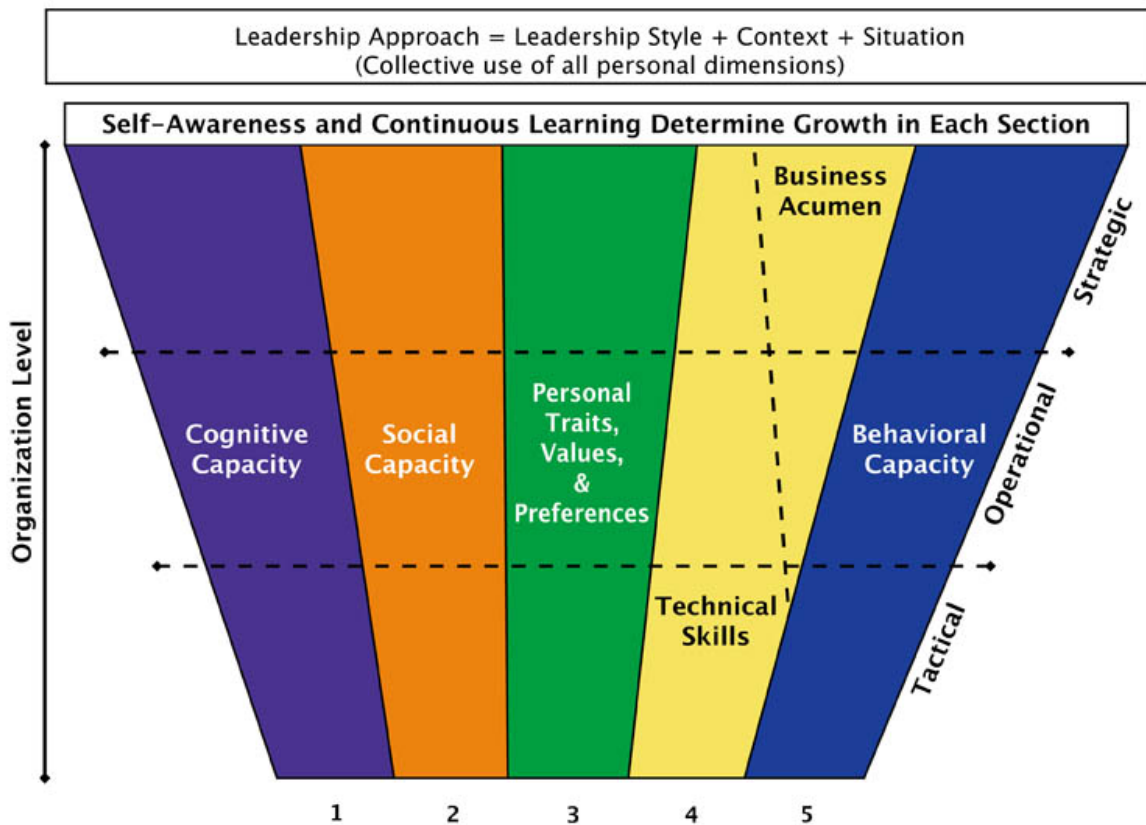 Leadership Approach = Leadership Style + Context + Situation
(Collective use of all personal dimensions)
Self-Awareness and Continuous Learning Determine Growth in Each Section
Organization Level
Cognitive
Capacity
Social
Capacity
Personal
Traits,
Values,
&
Preferences
Business
Acumen
Technical
Skills
Behavioral
Capacity
Strategic
Operational
Tactical
1 2 3 4 5